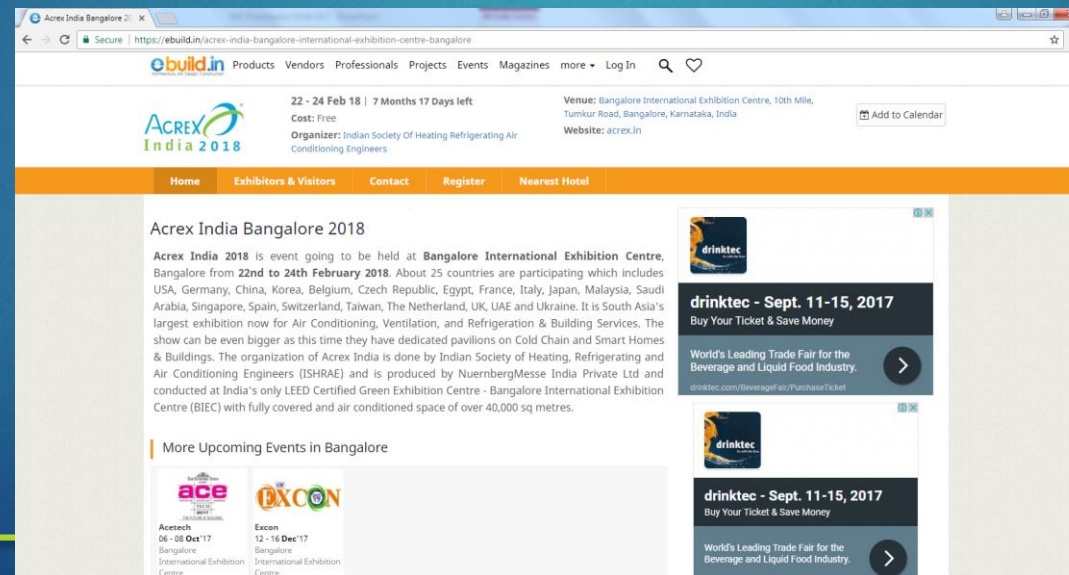 Acrex India Bangalore 20
Secure | https://ebuild.in/acrex-india-bangalore-international-exhibition-centre-bangalore
ebuild.in Products Vendors Professionals Projects Events Magazines more Log In
ACREX
India 2018
22 - 24 Feb 18 | 7 Months 17 Days left
Cost: Free
Organizer: Indian Society Of Heating Refrigerating Air
Conditioning Engineers
Venue: Bangalore International Exhibition Centre, 10th Mile,
Tumkur Road, Bangalore, Karnataka, India
Website: acrex.in
Add to Calendar
Home Exhibitors & Visitors Contact Register Nearest Hotel
Acrex India Bangalore 2018
Acrex India 2018 is event going to be held at Bangalore International Exhibition Centre,
Bangalore from 22nd to 24th February 2018. About 25 countries are participating which includes
USA, Germany, China, Korea, Belgium, Czech Republic, Egypt, France, Italy, Japan, Malaysia, Saudi
Arabia, Singapore, Spain, Switzerland, Taiwan, The Netherland, UK, UAE and Ukraine. It is South Asia's
largest exhibition now for Air Conditioning, Ventilation, and Refrigeration & Building Services. The
show can be even bigger as this time they have dedicated pavilions on Cold Chain and Smart Homes
& Buildings. The organization of Acrex India is done by Indian Society of Heating, Refrigerating and
Air Conditioning Engineers (ISHRAE) and is produced by NuernbergMesse India Private Ltd and
conducted at India's only LEED Certified Green Exhibition Centre - Bangalore International Exhibition
Centre (BIEC) with fully covered and air conditioned space of over 40,000 sq metres.
More Upcoming Events in Bangalore
ace
TECH
Acetech
06 - 08 Oct'17
Bangalore
International Exhibition
Centre
EXCON
Excon
12 - 16 Dec'17
Bangalore
International Exhibition
Centre
drinktec
drinktec - Sept. 11-15, 2017
Buy Your Ticket & Save Money
World's Leading Trade Fair for the
Beverage and Liquid Food Industry.
drinktec.com/BeverageFair/PurchaseTicket
drinktec
drinktec - Sept. 11-15, 2017
Buy Your Ticket & Save Money
World's Leading Trade Fair for the
Beverage and Liquid Food Industry.